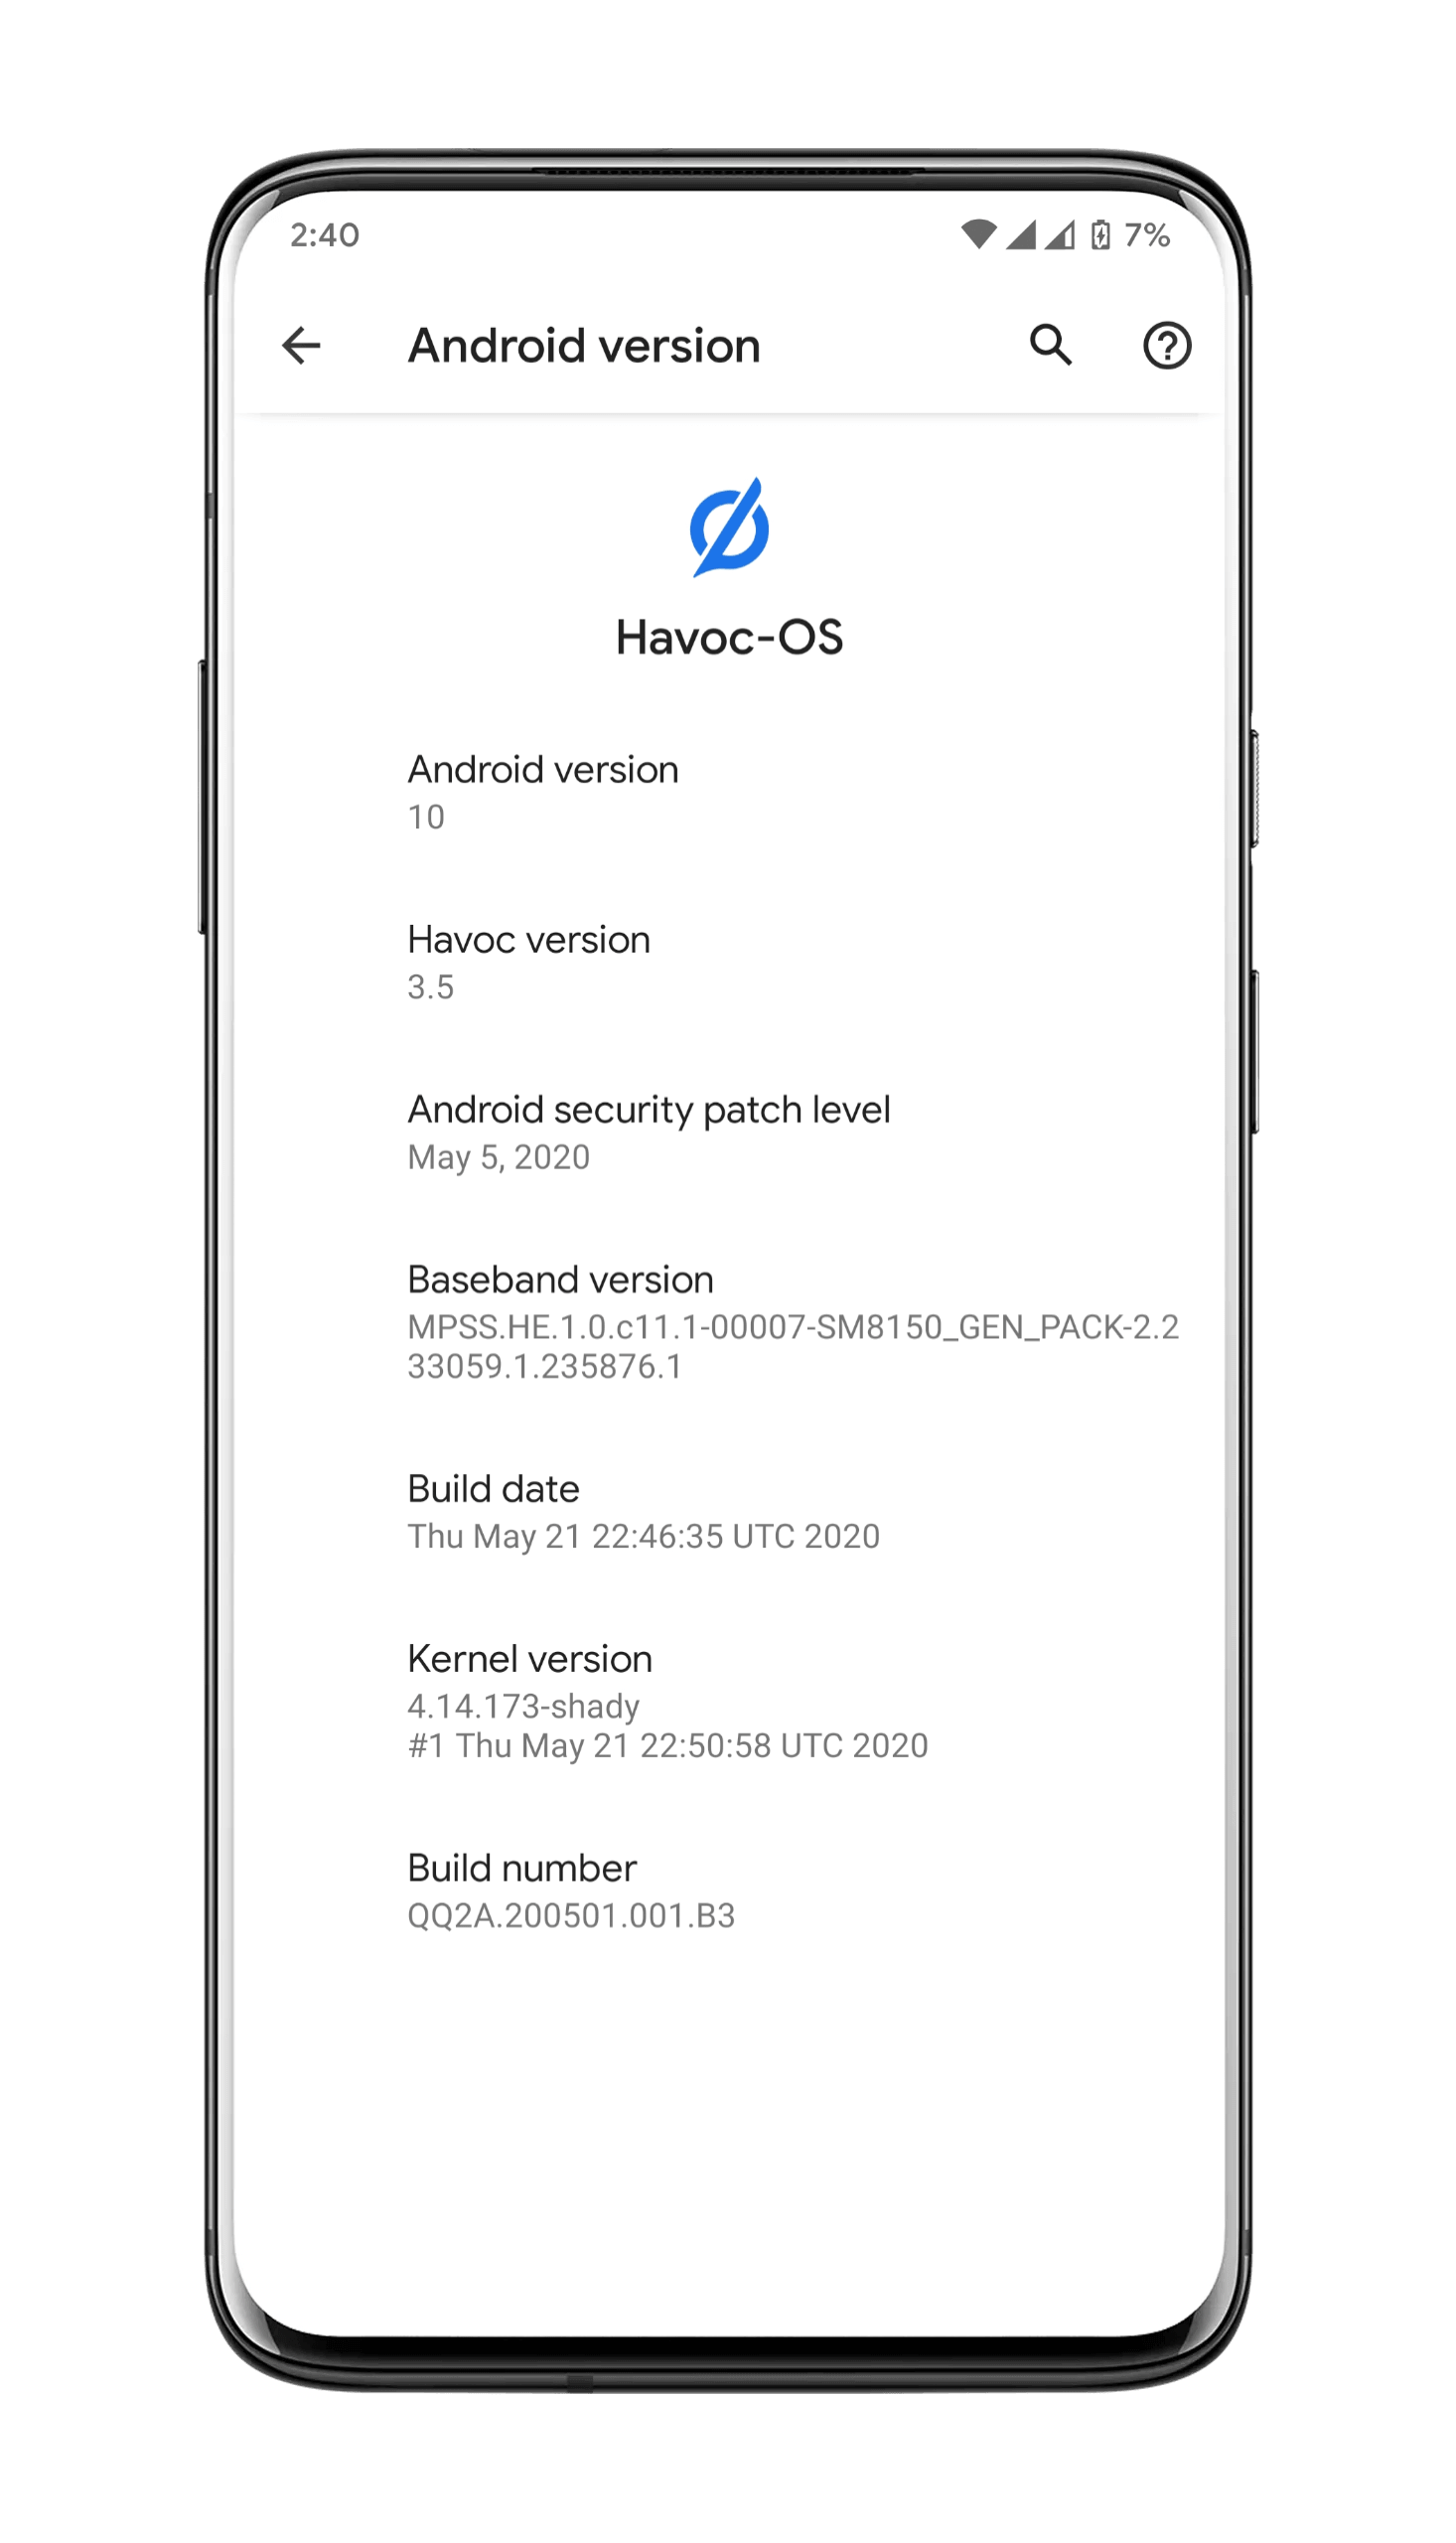 2:40 7%
Android version
Havoc-OS
Android version
10
Havoc version
3.5
Android security patch level
May 5, 2020
Baseband version
MPSS.HE.1.0.c11.1-00007-SM8150_GEN_PACK-2.2
33059.1.235876.1
Build date
Thu May 21 22:46:35 UTC 2020
Kernel version
4.14.173-shady
#1 Thu May 21 22:50:58 UTC 2020
Build number
QQ2A.200501.001.B3